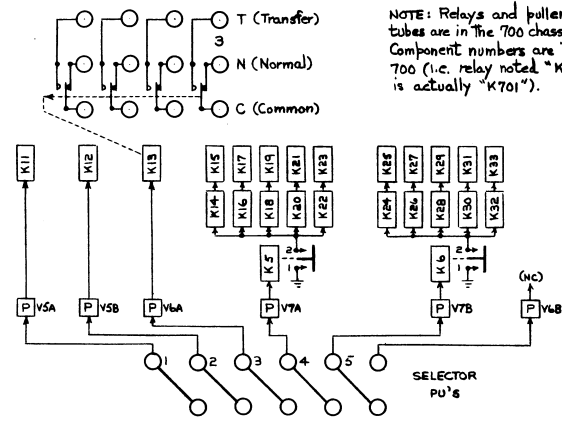 T (Transfer)
3
N (Normal)
C (Common)
NOTE: Relays and puller
tubes are in the 700 chass
Component numbers are
700 (i.e. relay noted "K
is actually "K701").
K11 K12 K13 K15 K17 K19 K21 K23 K25 K27 K29 K31 K33
K14 K16 K18 K20 K22 K24 K26 K28 K30 K32
K5 2 K6 2
1 1
(NC)
P V5A P V5B P V6A P V7A P V7B P V6B
1 2 3 4 5
SELECTOR
PU'S